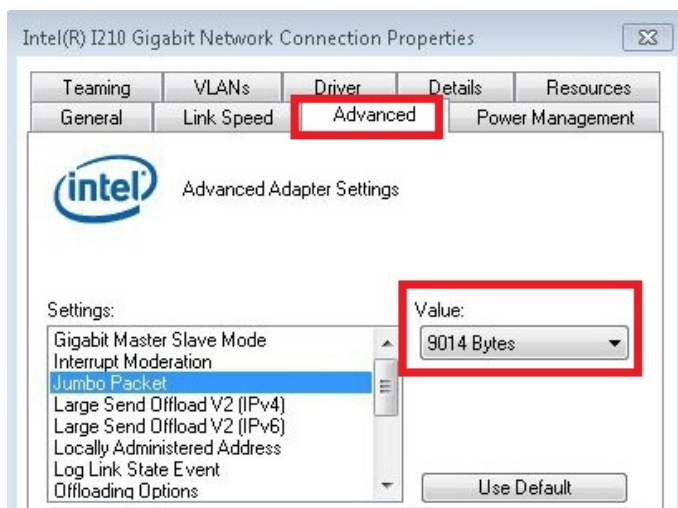 Intel(R) I210 Gigabit Network Connection Properties
Teaming VLANs Driver Details Resources
General Link Speed Advanced Power Management
intel Advanced Adapter Settings
Settings: Value:
Gigabit Master Slave Mode 9014 Bytes
Interrupt Moderation
Jumbo Packet
Large Send Offload V2 (IPv4)
Large Send Offload V2 (IPv6)
Locally Administered Address
Log Link State Event
Offloading Options Use Default